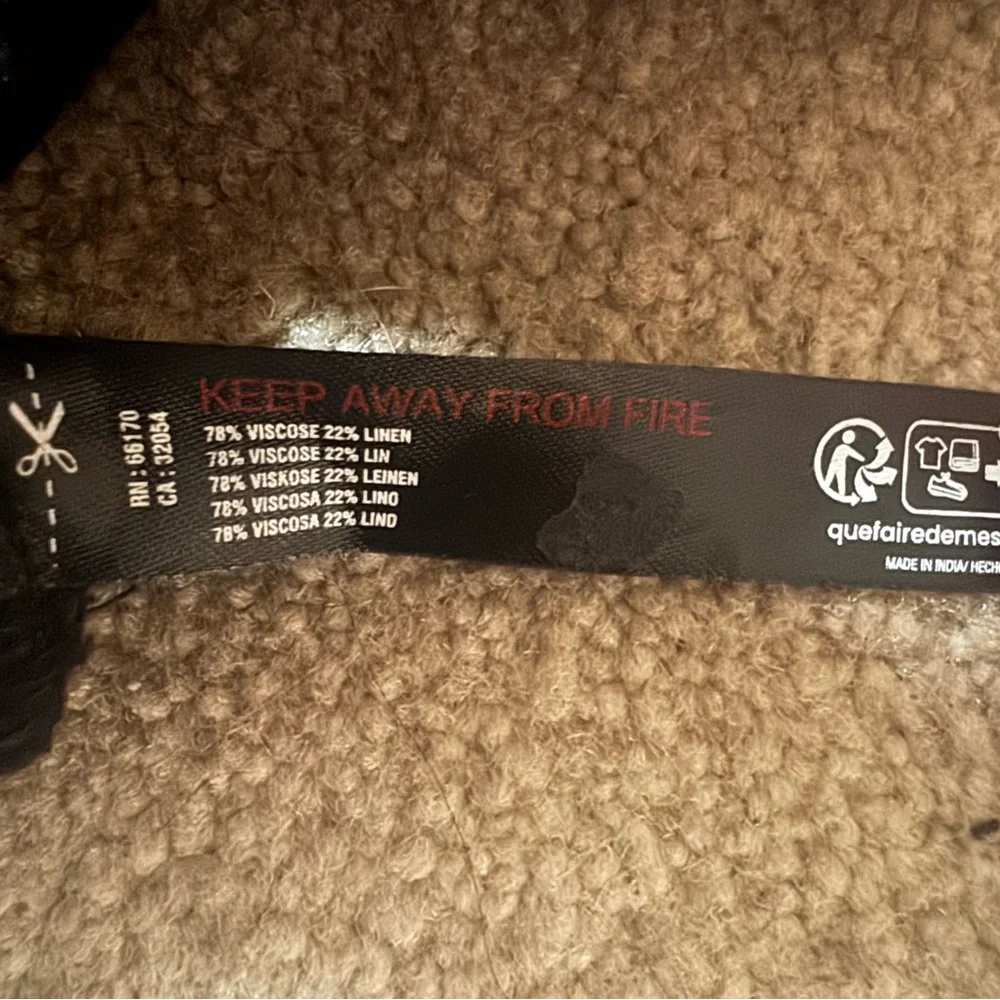 RN : 66170
CA : 32054
KEEP AWAY FROM FIRE
78% VISCOSE 22% LINEN
78% VISCOSE 22% LIN
78% VISKOSE 22% LEINEN
78% VISCOSA 22% LINO
78% VISCOSA 22% LINO
quefairedemes
MADE IN INDIA/ HECH